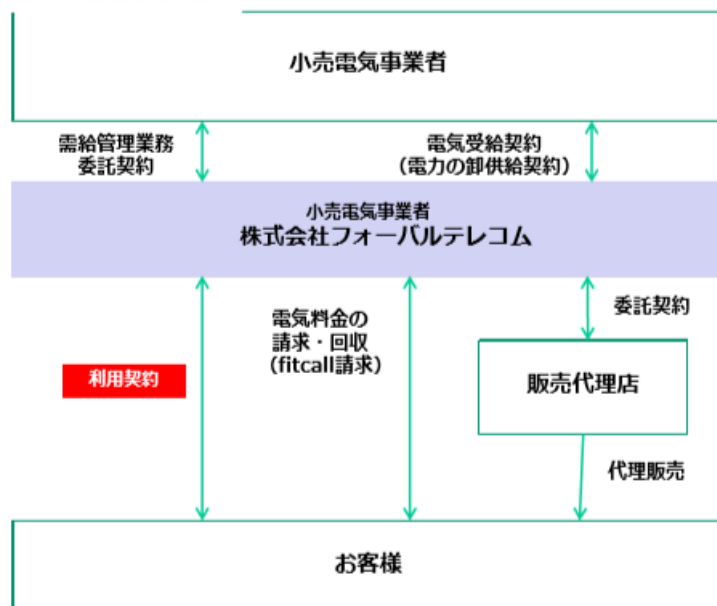 小売電気事業者
需給管理業務
委託契約
電気受給契約
(電力の卸供給契約)
小売電気事業者
株式会社フォーバルテレコム
電気料金の
請求・回収
(fitcall請求)
委託契約
利用契約
販売代理店
代理販売
お客様